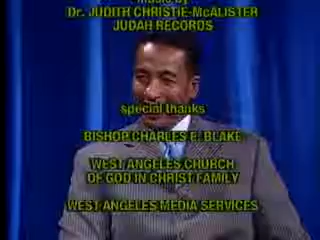 music by
Dr. JUDITH CHRISTIE-McALISTER
JUDAH RECORDS
special thanks
BISHOP CHARLES E. BLAKE
WEST ANGELES CHURCH
OF GOD IN CHRIST FAMILY
WEST ANGELES MEDIA SERVICES